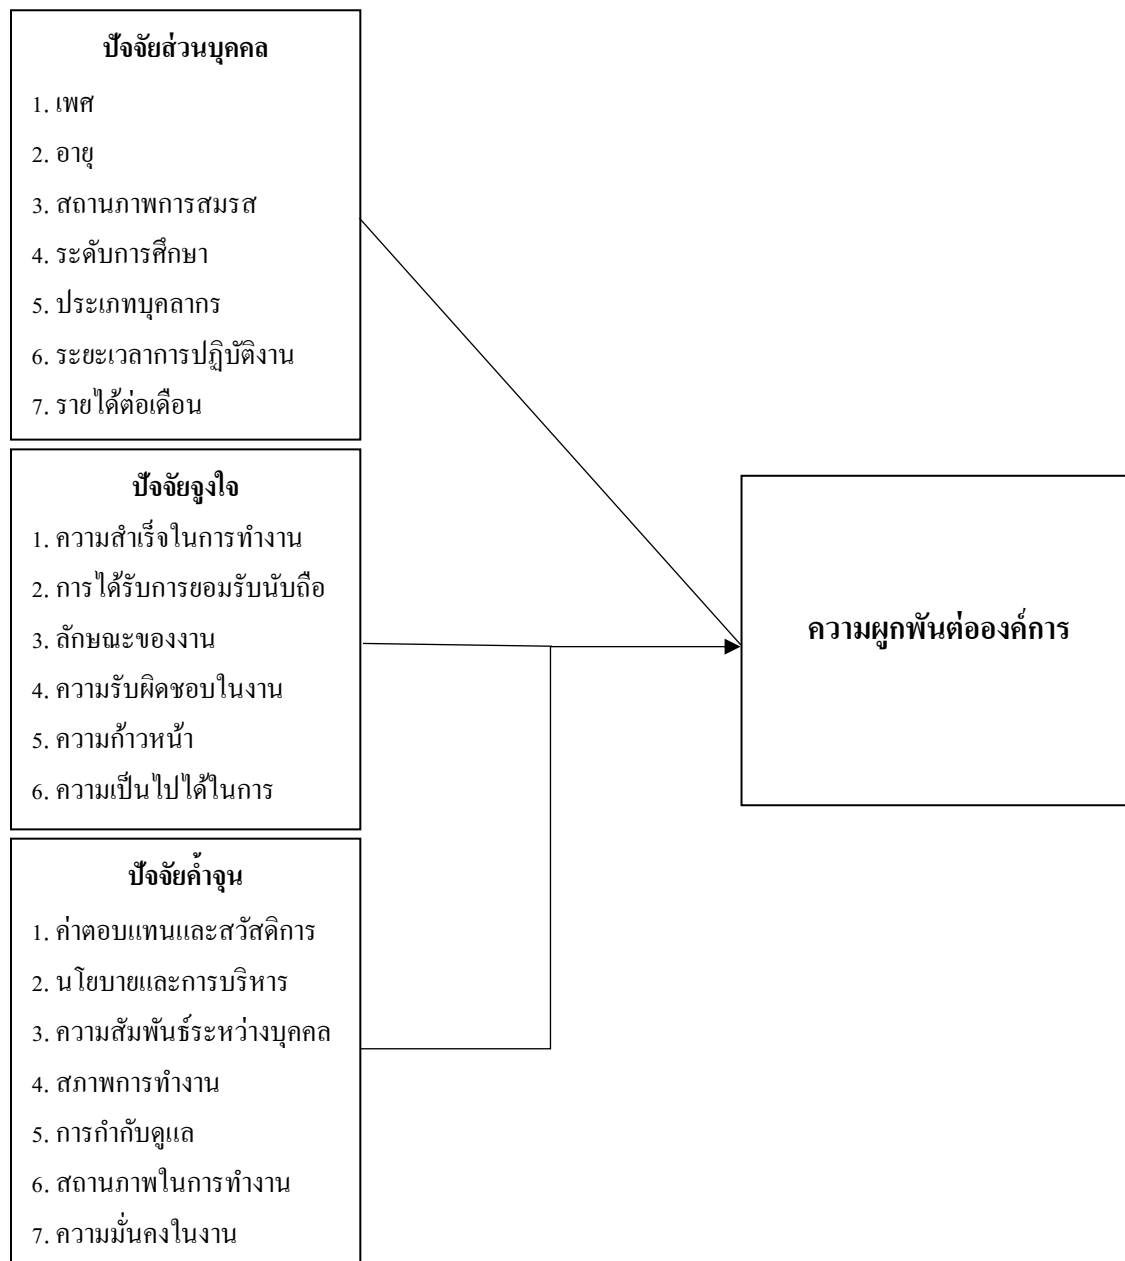 ปัจจัยส่วนบุคคล
1. เพศ
2. อายุ
3. สถานภาพการสมรส
4. ระดับการศึกษา
5. ประเภทบุคลากร
6. ระยะเวลาการปฏิบัติงาน
7. รายได้ต่อเดือน
ปัจจัยจูงใจ
1. ความสำเร็จในการทำงาน
2. การได้รับการยอมรับนับถือ
3. ลักษณะของงาน
4. ความรับผิดชอบในงาน
5. ความก้าวหน้า
6. ความเป็นไปได้ในการ
ปัจจัยค้ำจุน
1. ค่าตอบแทนและสวัสดิการ
2. นโยบายและการบริหาร
3. ความสัมพันธ์ระหว่างบุคคล
4. สภาพการทำงาน
5. การกำกับดูแล
6. สถานภาพในการทำงาน
7. ความมั่นคงในงาน
ความผูกพันต่อองค์การ